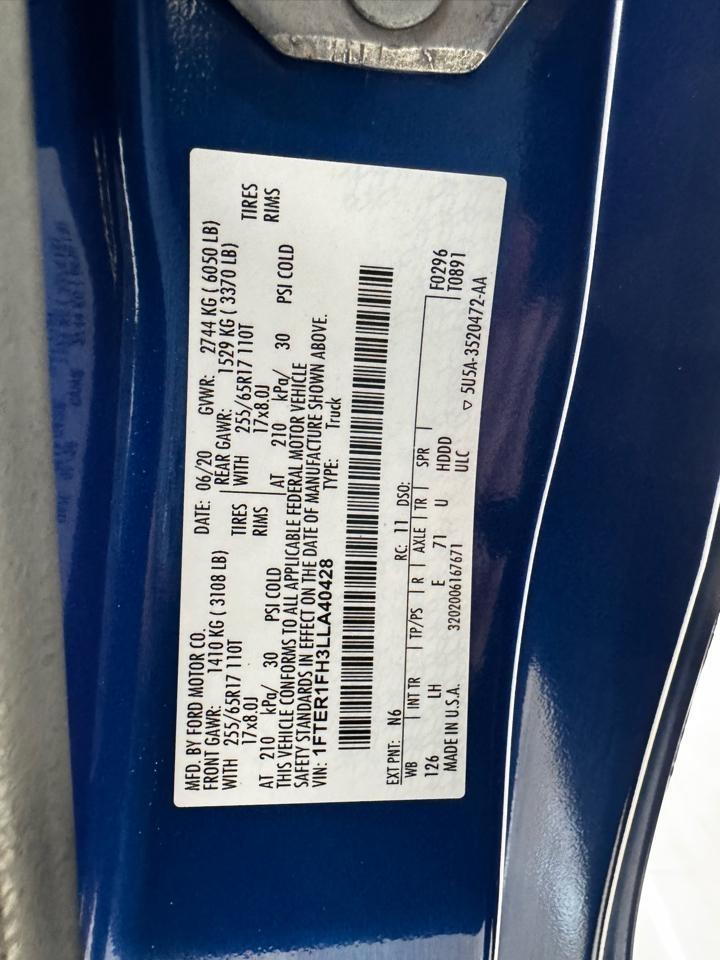 MFD. BY FORD MOTOR CO.
DATE: 06/20 GVWR: 2744 KG ( 6050 LB)
FRONT GAWR: 1410 KG ( 3108 LB) REAR GAWR: 1529 KG ( 3370 LB)
WITH 255/65R17 110T TIRES WITH 255/65R17 110T TIRES
17x8.0J RIMS 17x8.0J RIMS
AT 210 kPa/ 30 PSI COLD AT 210 kPa/ 30 PSI COLD
THIS VEHICLE CONFORMS TO ALL APPLICABLE FEDERAL MOTOR VEHICLE
SAFETY STANDARDS IN EFFECT ON THE DATE OF MANUFACTURE SHOWN ABOVE.
VIN: 1FTER1FH3LLA40428 TYPE: Truck
EXT PNT: N6 RC: 11 DSO: F0296
WB INT TR TP/PS R AXLE TR SPR T0891
126 LH E 71 U HDDD
MADE IN U.S.A. 3202006167671 ULC ▽ 5U5A-3520472-AA